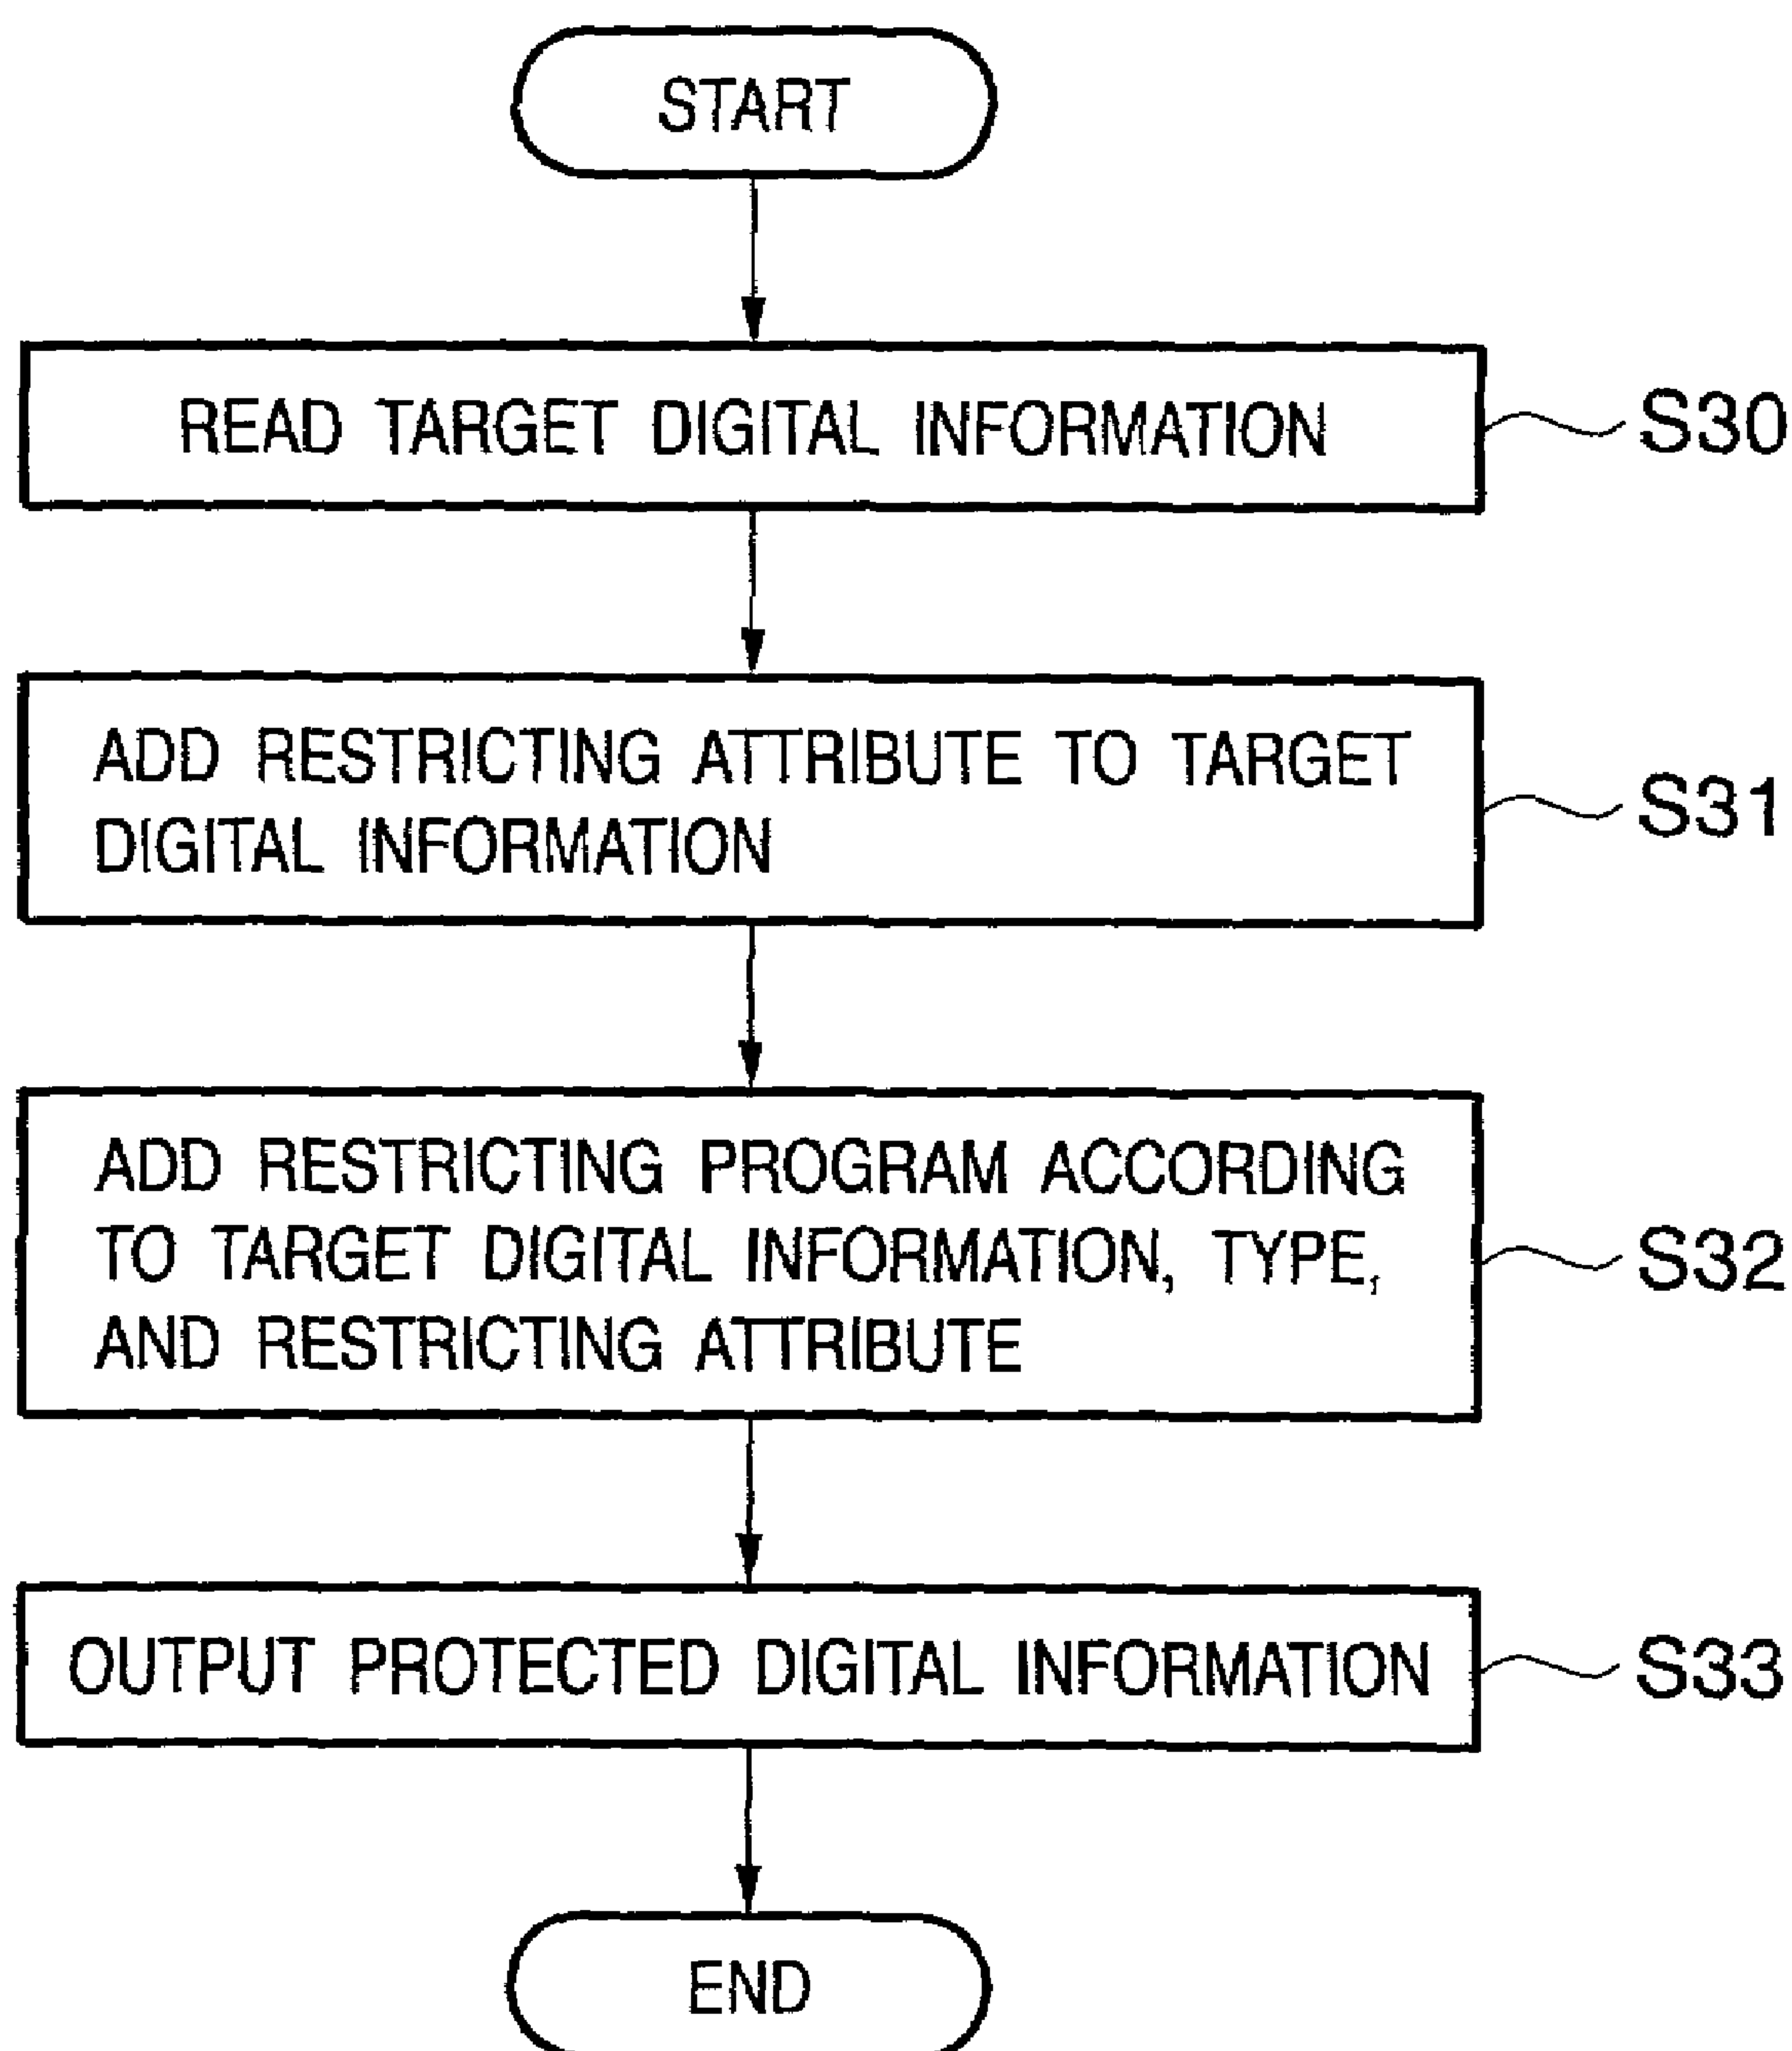 START
READ TARGET DIGITAL INFORMATION
S30
ADD RESTRICTING ATTRIBUTE TO TARGET
DIGITAL INFORMATION
S31
ADD RESTRICTING PROGRAM ACCORDING
TO TARGET DIGITAL INFORMATION, TYPE,
AND RESTRICTING ATTRIBUTE
S32
OUTPUT PROTECTED DIGITAL INFORMATION
S33
END